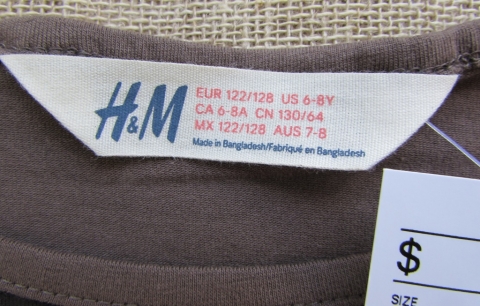 H&M
EUR 122/128 US 6-8Y
CA 6-8A CN 130/64
MX 122/128 AUS 7-8
Made in Bangladesh/Fabriqué en Bangladesh
$
SIZE